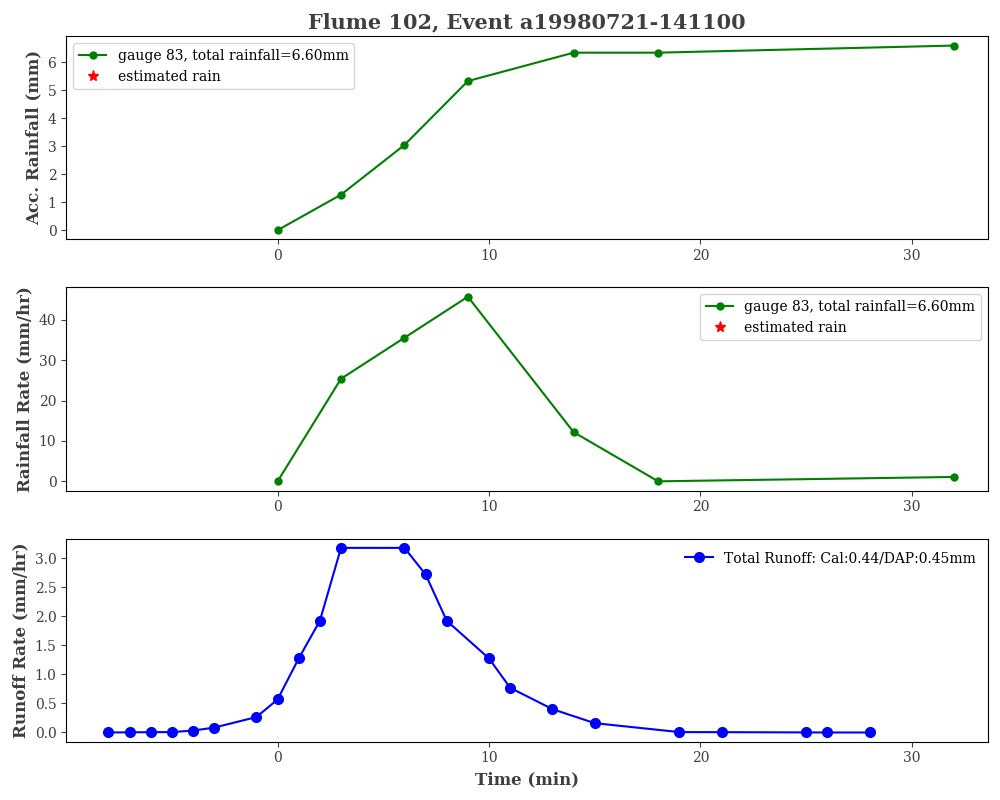 Flume 102, Event a19980721-141100
Acc. Rainfall (mm)
6
5
4
3
2
1
0
gauge 83, total rainfall=6.60mm
estimated rain
0 10 20 30
Rainfall Rate (mm/hr)
40
30
20
10
0
gauge 83, total rainfall=6.60mm
estimated rain
0 10 20 30
Runoff Rate (mm/hr)
3.0
2.5
2.0
1.5
1.0
0.5
0.0
Total Runoff: Cal:0.44/DAP:0.45mm
0 10 20 30
Time (min)